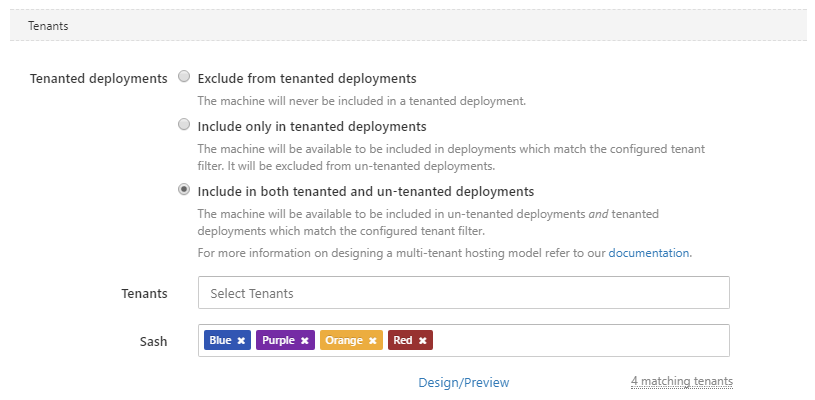 Tenants
Tenanted deployments
Exclude from tenanted deployments
The machine will never be included in a tenanted deployment.
Include only in tenanted deployments
The machine will be available to be included in deployments which match the configured tenant
filter. It will be excluded from un-tenanted deployments.
Include in both tenanted and un-tenanted deployments
The machine will be available to be included in un-tenanted deployments and tenanted
deployments which match the configured tenant filter.
For more information on designing a multi-tenant hosting model refer to our documentation.
Tenants Select Tenants
Sash Blue ✖ Purple ✖ Orange ✖ Red ✖
Design/Preview 4 matching tenants